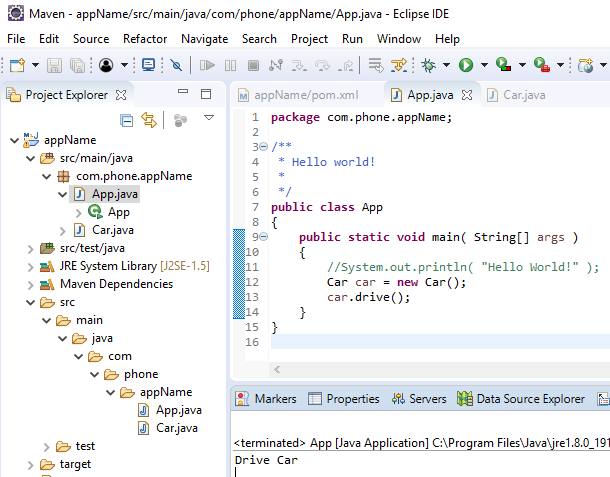 Maven - appName/src/main/java/com/phone/appName/App.java - Eclipse IDE
File Edit Source Refactor Navigate Search Project Run Window Help
Project Explorer
appName
src/main/java
com.phone.appName
App.java
App
Car.java
src/test/java
JRE System Library [J2SE-1.5]
Maven Dependencies
src
main
java
com
phone
appName
App.java
Car.java
test
target
appName/pom.xml App.java Car.java
1 package com.phone.appName;
2
3 /**
4 * Hello world!
5 *
6 */
7 public class App
8 {
9 public static void main( String[] args )
10 {
11 //System.out.println( "Hello World!" );
12 Car car = new Car();
13 car.drive();
14 }
15 }
16
Markers Properties Servers Data Source Explorer
<terminated> App [Java Application] C:\Program Files\Java\jre1.8.0_191
Drive Car